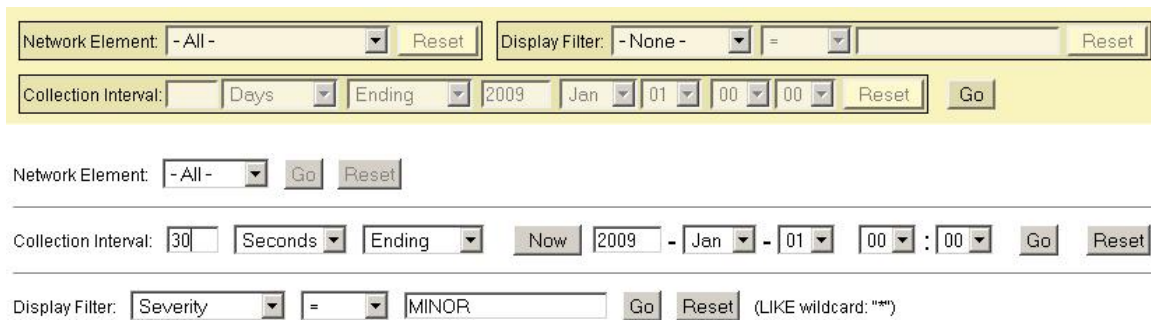 Network Element: - All - Reset Display Filter: - None - = Reset
Collection Interval: Days Ending 2009 Jan 01 00 00 Reset Go
Network Element: - All - Go Reset
Collection Interval: 30 Seconds Ending Now 2009 - Jan - 01 00 : 00 Go Reset
Display Filter: Severity = MINOR Go Reset (LIKE wildcard: "*")